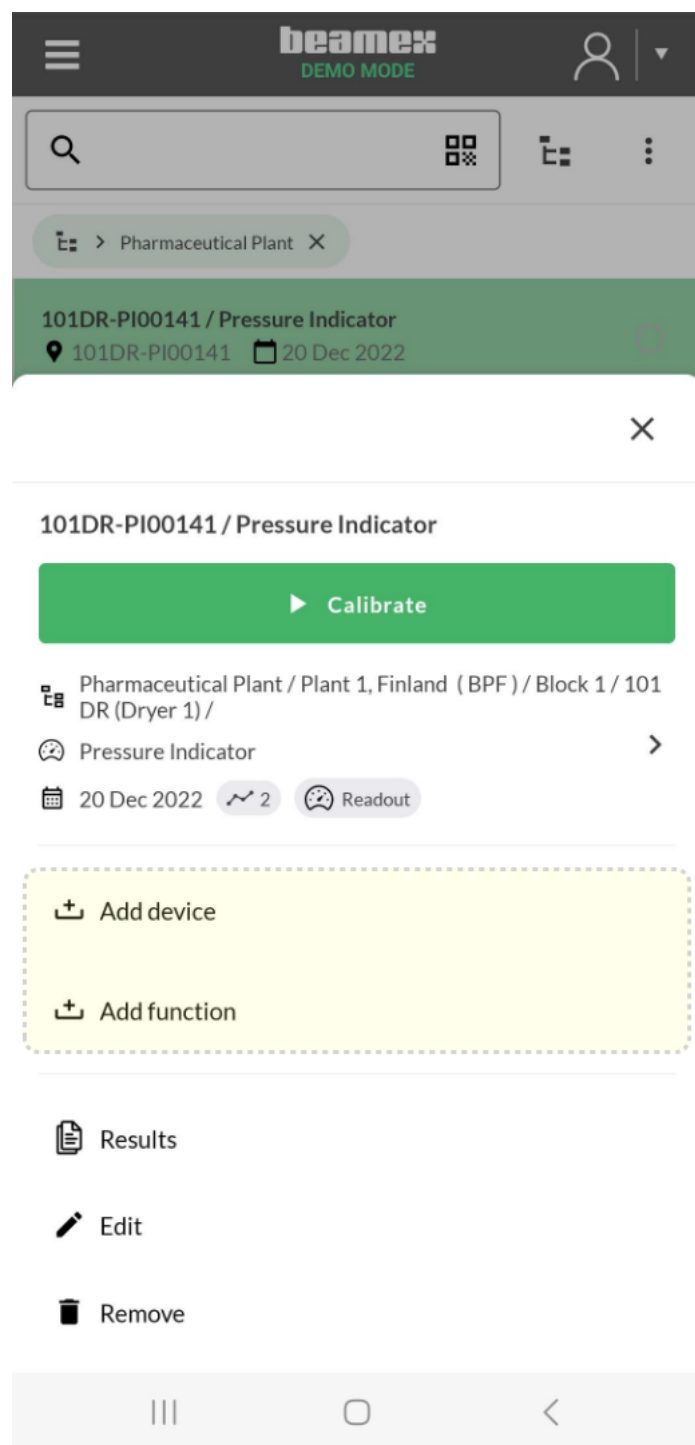 beamex
DEMO MODE
Pharmaceutical Plant
101DR-PI00141 / Pressure Indicator
101DR-PI00141 20 Dec 2022
101DR-PI00141 / Pressure Indicator
Calibrate
Pharmaceutical Plant / Plant 1, Finland ( BPF ) / Block 1 / 101
DR (Dryer 1) /
Pressure Indicator
20 Dec 2022 2 Readout
Add device
Add function
Results
Edit
Remove